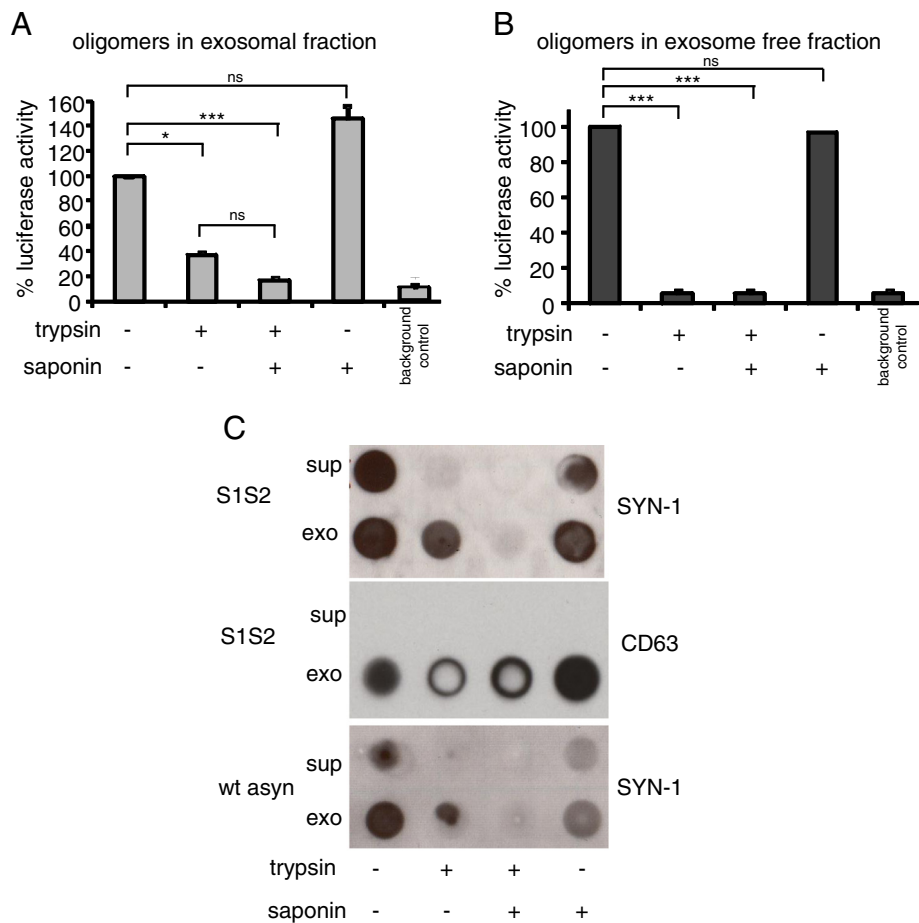 A
oligomers in exosomal fraction
ns
***
*
ns
% luciferase activity
160
140
120
100
80
60
40
20
0
trypsin - + + -
saponin - - + +
background control
B
oligomers in exosome free fraction
ns
***
***
% luciferase activity
100
80
60
40
20
0
trypsin - + + -
saponin - - + +
background control
C
S1S2 sup SYN-1
exo
S1S2 sup CD63
exo
wt asyn sup SYN-1
exo
trypsin - + + -
saponin - - + +